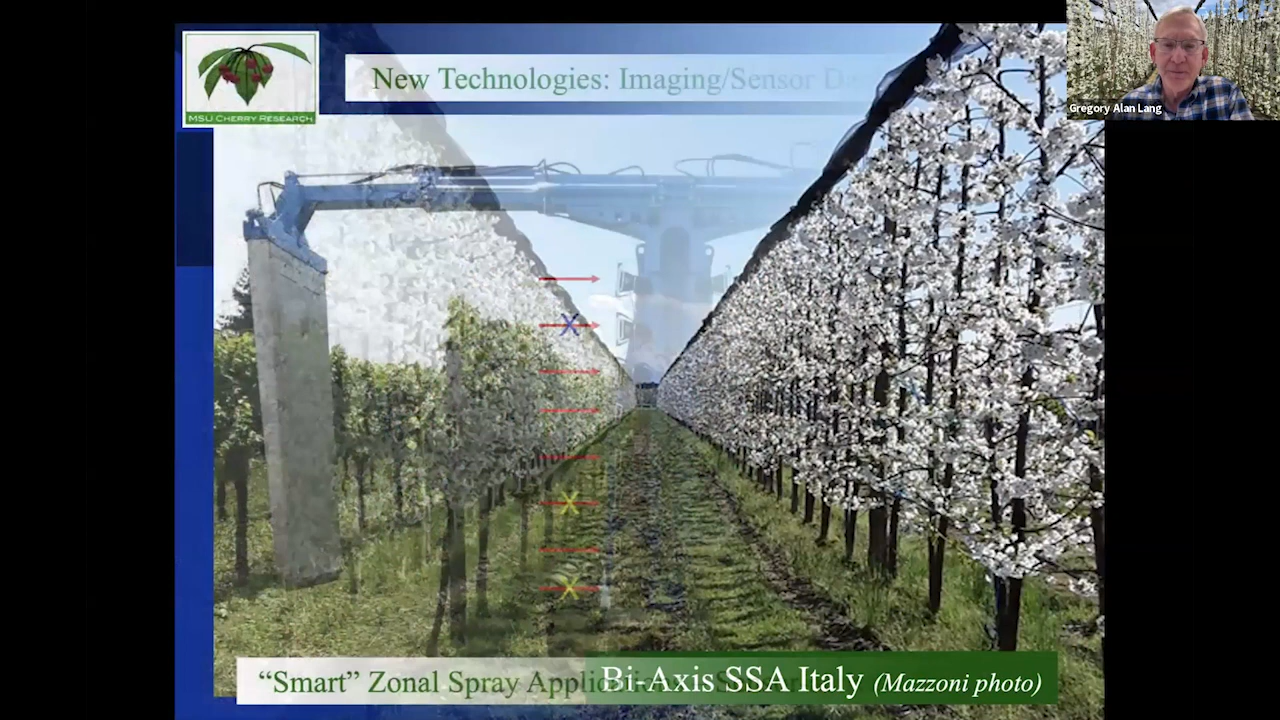 New Technologies: Imaging/Sensor
MSU CHERRY RESEARCH
Gregory Alan Lang
"Smart" Zonal Spray
Bi-Axis SSA Italy (Mazzoni photo)